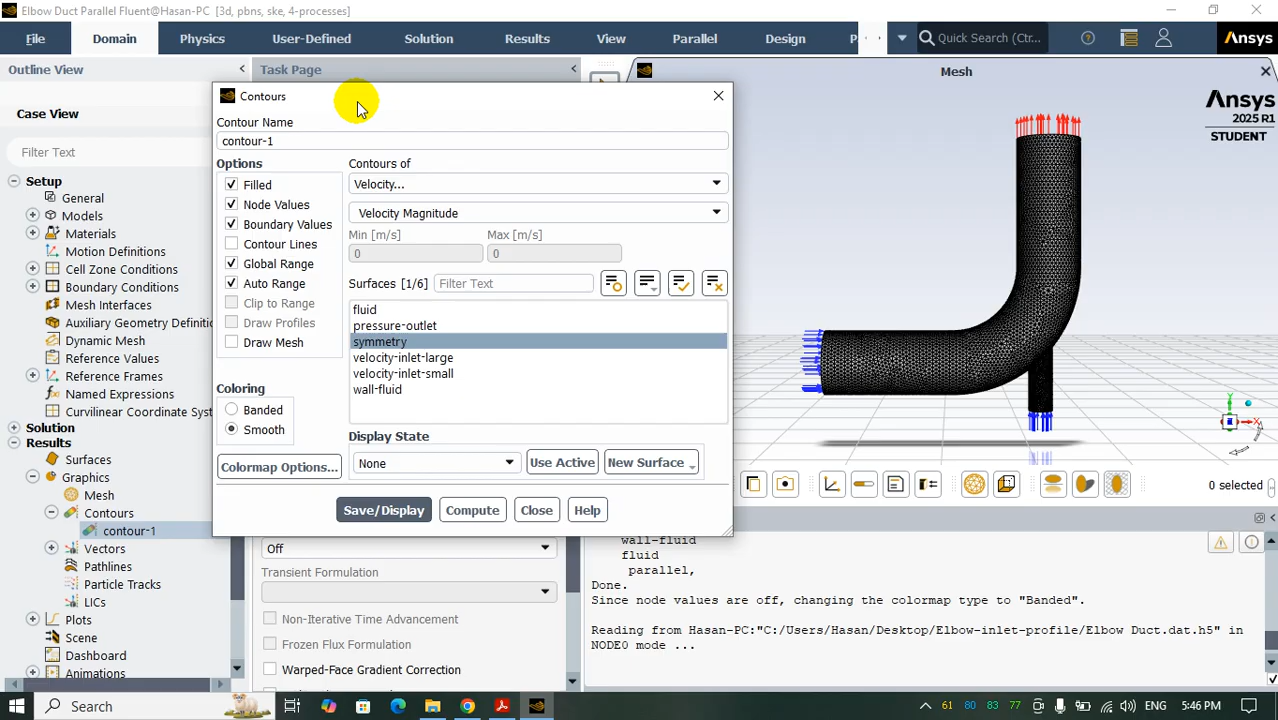 Elbow Duct Parallel Fluent@Hasan-PC [3d, pbns, ske, 4-processes]
File Domain Physics User-Defined Solution Results View Parallel Design P Quick Search (Ctr... Ansys
Outline View < Task Page < Mesh
Case View
Filter Text
Setup
General
Models
Materials
Motion Definitions
Cell Zone Conditions
Boundary Conditions
Mesh Interfaces
Auxiliary Geometry Definition
Dynamic Mesh
Reference Values
Reference Frames
Named Expressions
Curvilinear Coordinate Syst
Solution
Results
Surfaces
Graphics
Mesh
Contours
contour-1
Vectors
Pathlines
Particle Tracks
LICs
Plots
Scene
Dashboard
Animations
Contours
Contour Name
contour-1
Options
Filled
Node Values
Boundary Values
Contour Lines
Global Range
Auto Range
Clip to Range
Draw Profiles
Draw Mesh
Coloring
Banded
Smooth
Colormap Options...
Contours of
Velocity...
Velocity Magnitude
Min [m/s] Max [m/s]
0 0
Surfaces [1/6] Filter Text
fluid
pressure-outlet
symmetry
velocity-inlet-large
velocity-inlet-small
wall-fluid
Display State
None Use Active New Surface
Save/Display Compute Close Help
Off
Transient Formulation
Non-Iterative Time Advancement
Frozen Flux Formulation
Warped-Face Gradient Correction
Ansys
2025 R1
STUDENT
Y
X
0 selected
wall-fluid
fluid
parallel,
Done.
Since node values are off, changing the colormap type to "Banded".
Reading from Hasan-PC:"C:/Users/Hasan/Desktop/Elbow-inlet-profile/Elbow Duct.dat.h5" in
NODE0 mode ...
Search 61 80 83 77 ENG 5:46 PM